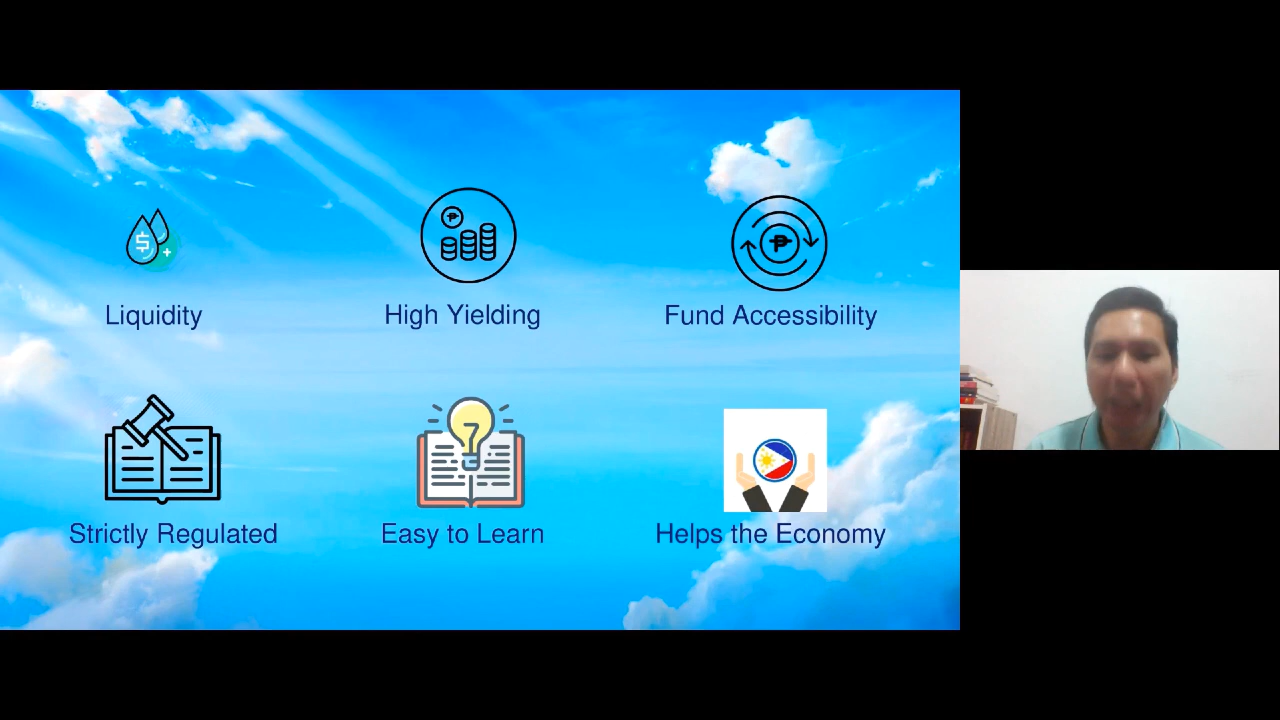 Liquidity
High Yielding
Fund Accessibility
Strictly Regulated
Easy to Learn
Helps the Economy